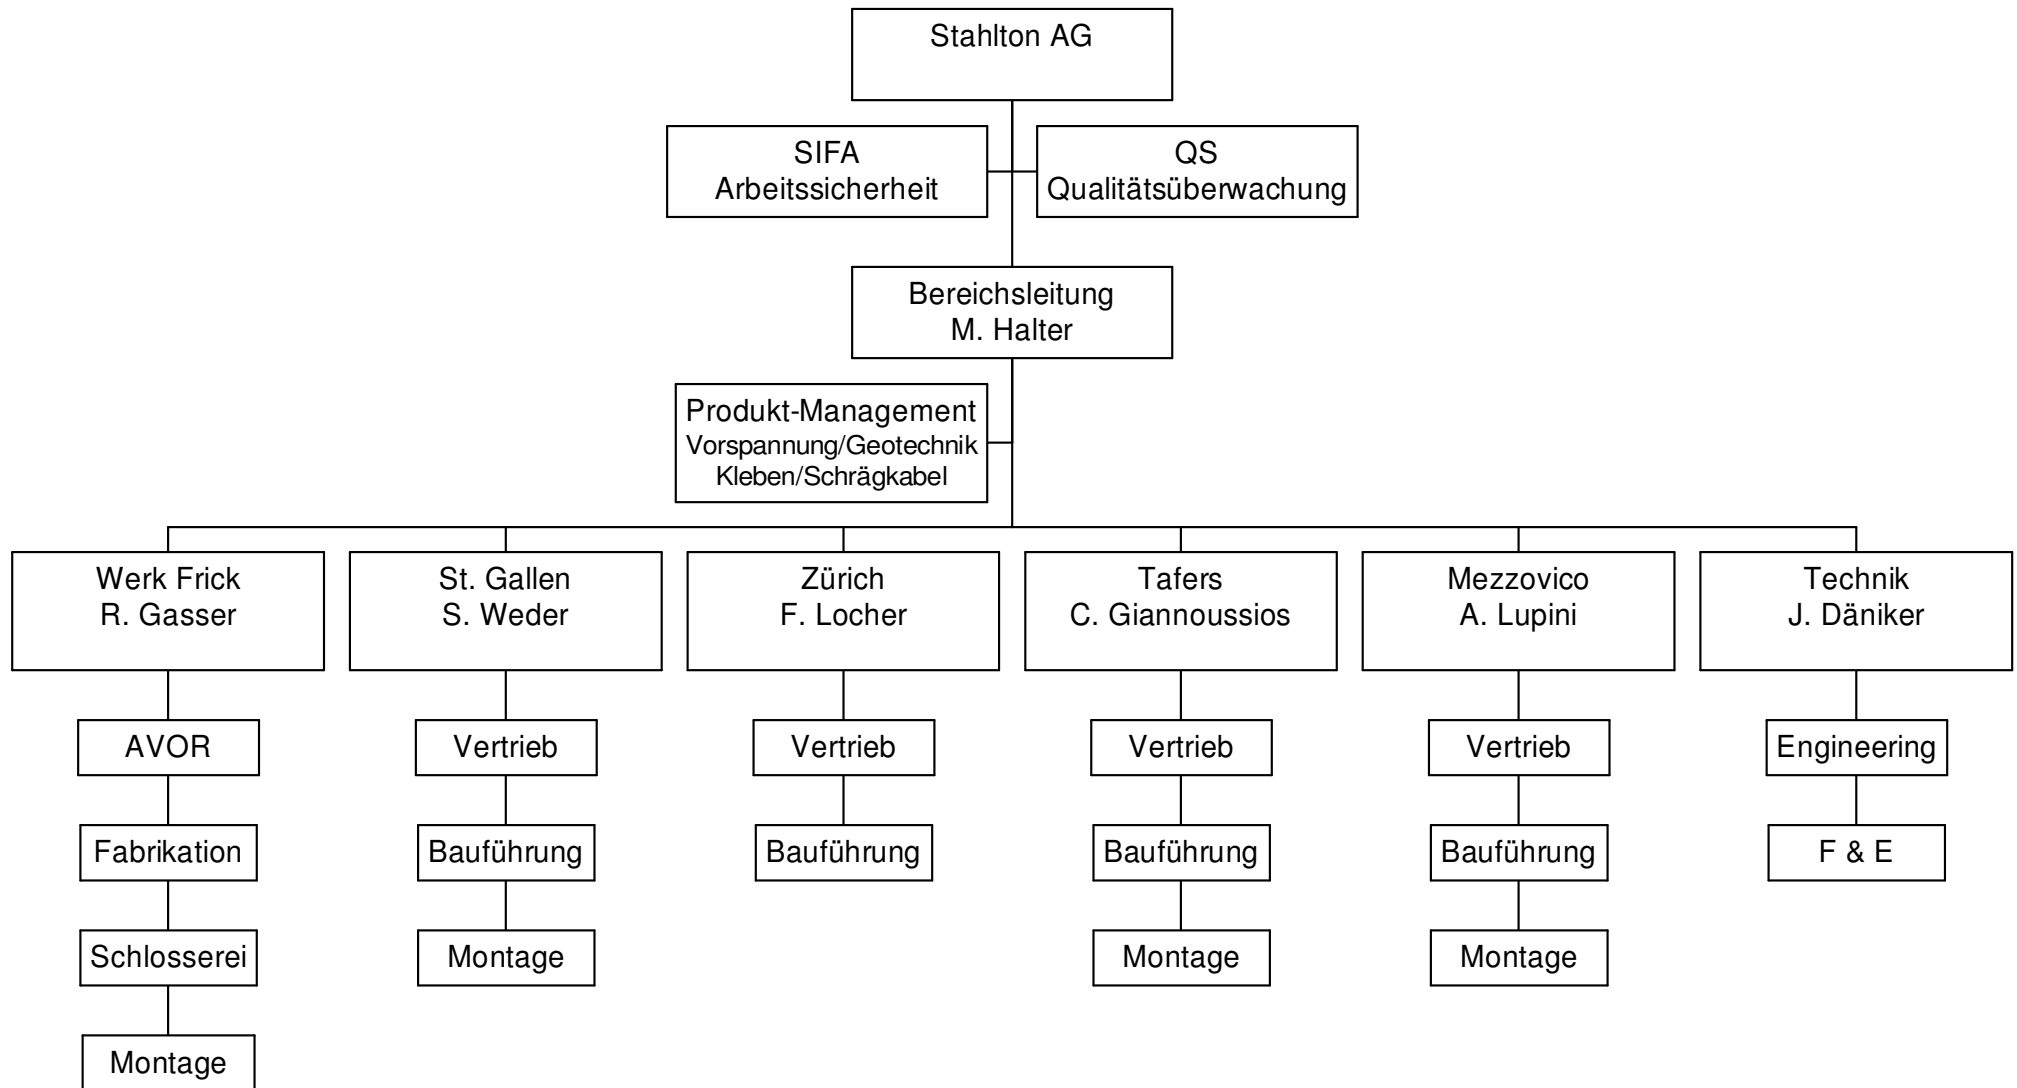 Stahlton AG
SIFA
Arbeitssicherheit
QS
Qualitätsüberwachung
Bereichsleitung
M. Halter
Produkt-Management
Vorspannung/Geotechnik
Kleben/Schrägkabel
Werk Frick
R. Gasser
St. Gallen
S. Weder
Zürich
F. Locher
Tafers
C. Giannoussios
Mezzovico
A. Lupini
Technik
J. Däniker
AVOR
Vertrieb
Vertrieb
Vertrieb
Vertrieb
Engineering
Fabrikation
Bauführung
Bauführung
Bauführung
Bauführung
F & E
Schlosserei
Montage
Montage
Montage
Montage